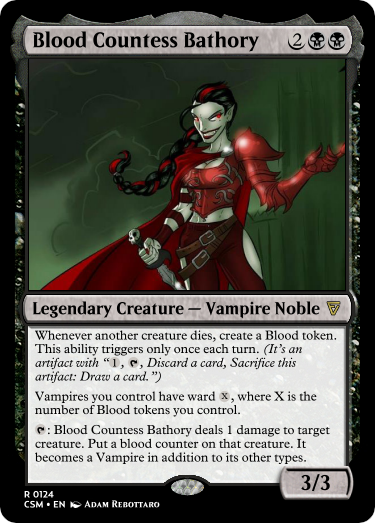 Blood Countess Bathory 2
Legendary Creature — Vampire Noble
Whenever another creature dies, create a Blood token.
This ability triggers only once each turn. (It's an
artifact with "1, , Discard a card, Sacrifice this
artifact: Draw a card.")
Vampires you control have ward X, where X is
the number of Blood tokens you control.
: Blood Countess Bathory deals 1 damage to target
creature. Put a blood counter on that creature. It
becomes a Vampire in addition to its other types.
3/3
R 0124
CSM • EN Adam Rebottaro